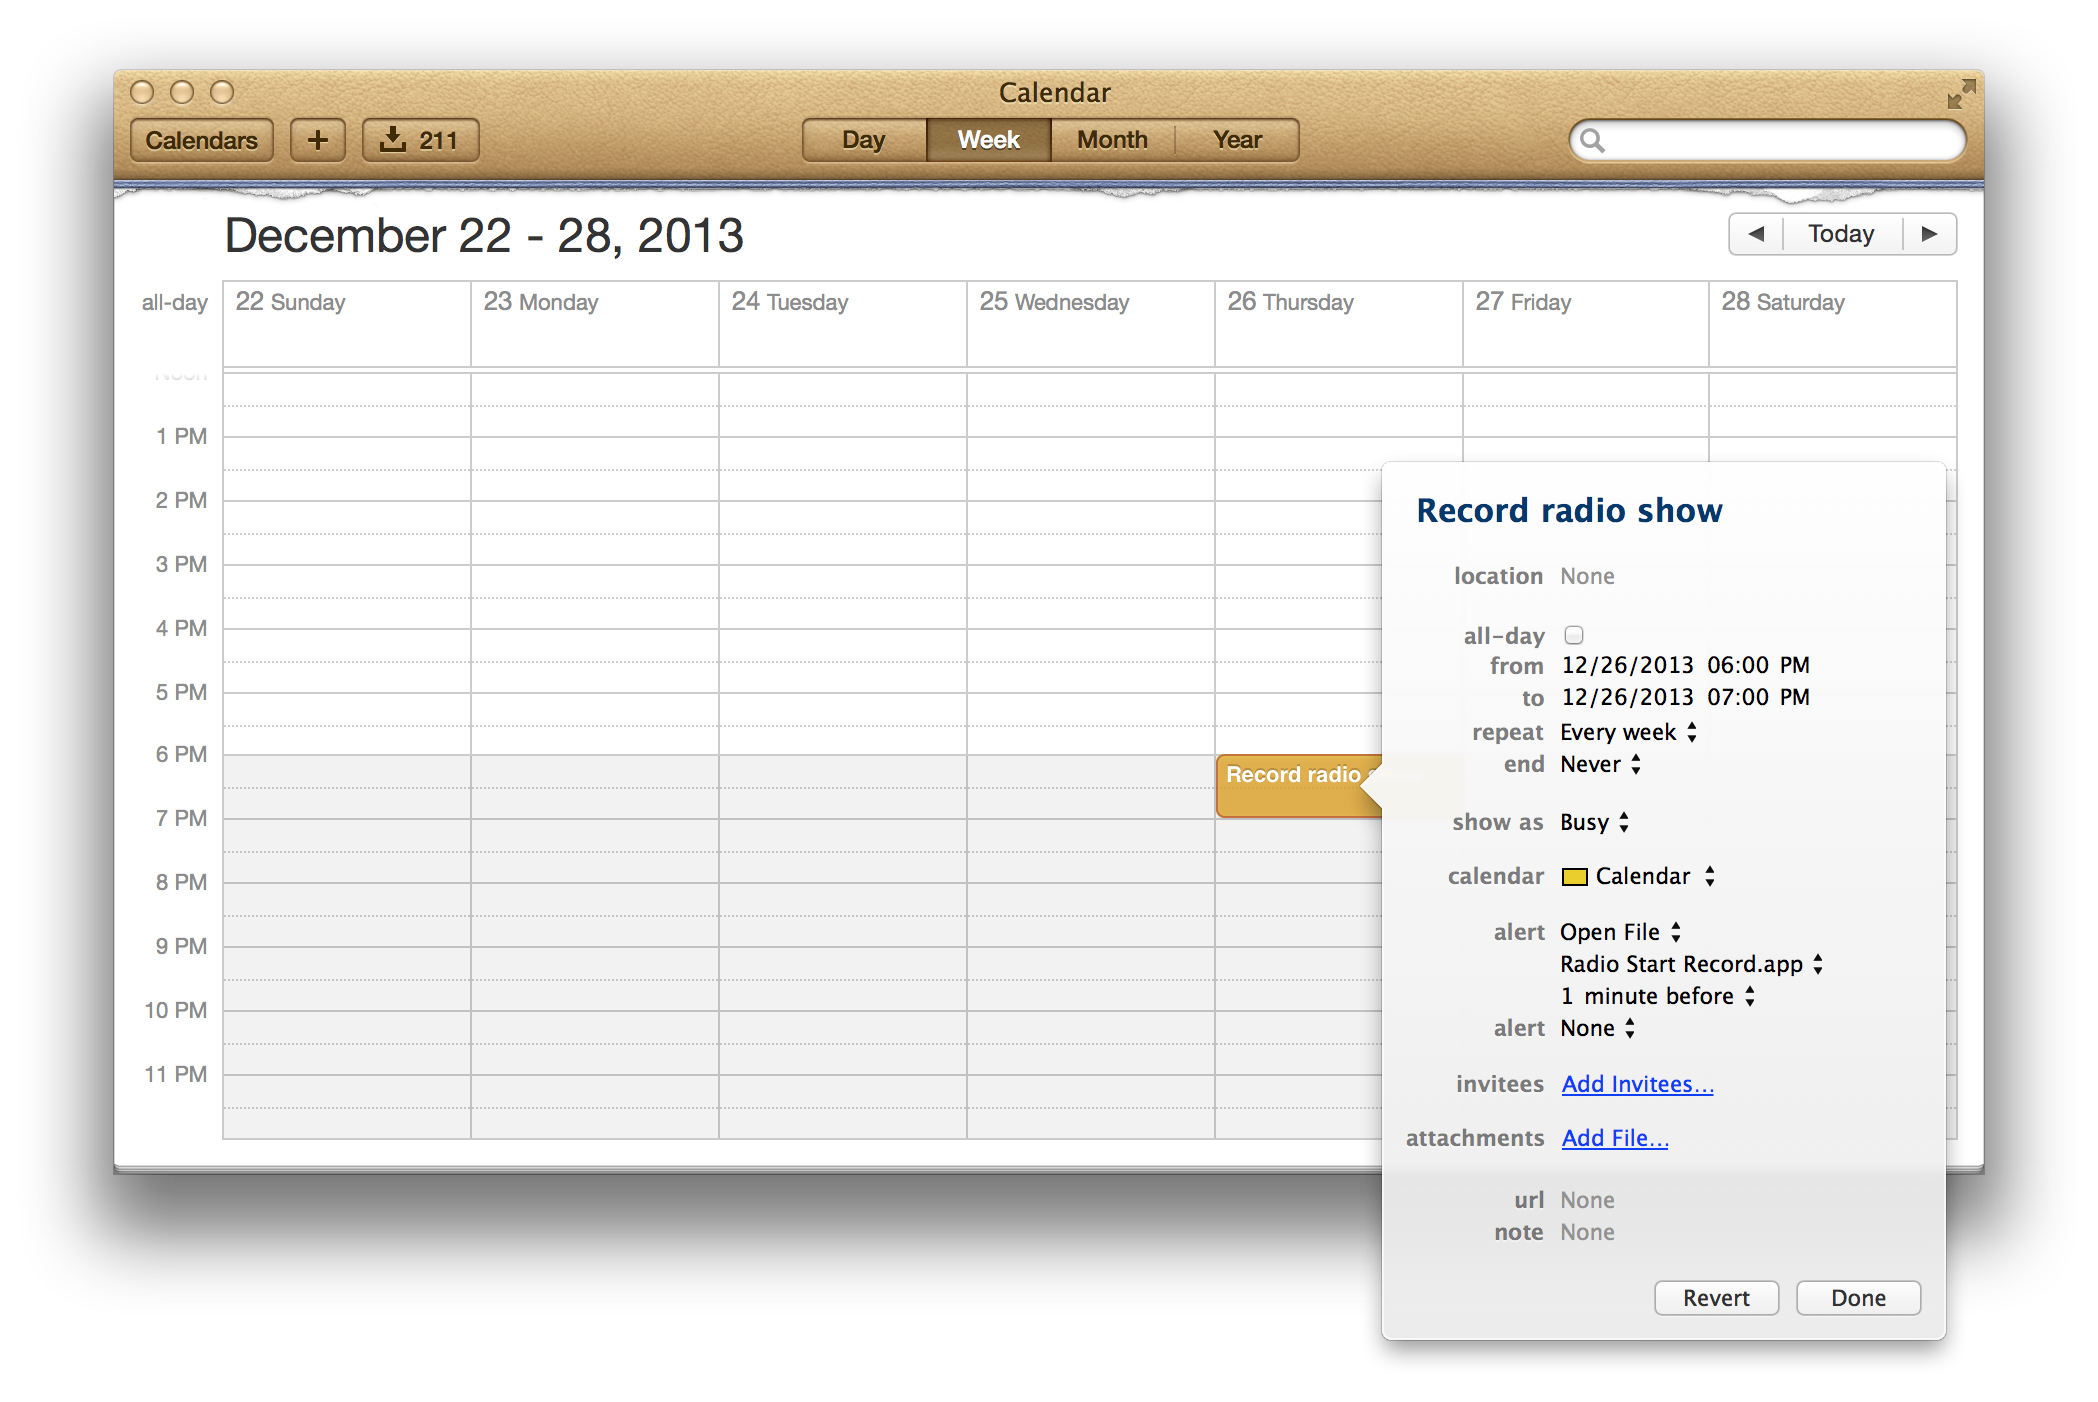 Calendar
Calendars + 211 Day Week Month Year
December 22 - 28, 2013
Today
all-day 22 Sunday 23 Monday 24 Tuesday 25 Wednesday 26 Thursday 27 Friday 28 Saturday
1 PM
2 PM
3 PM
4 PM
5 PM
6 PM
7 PM
8 PM
9 PM
10 PM
11 PM
Record radio
Record radio show
location None
all-day
from 12/26/2013 06:00 PM
to 12/26/2013 07:00 PM
repeat Every week
end Never
show as Busy
calendar Calendar
alert Open File
Radio Start Record.app
1 minute before
alert None
invitees Add Invitees...
attachments Add File...
url None
note None
Revert Done